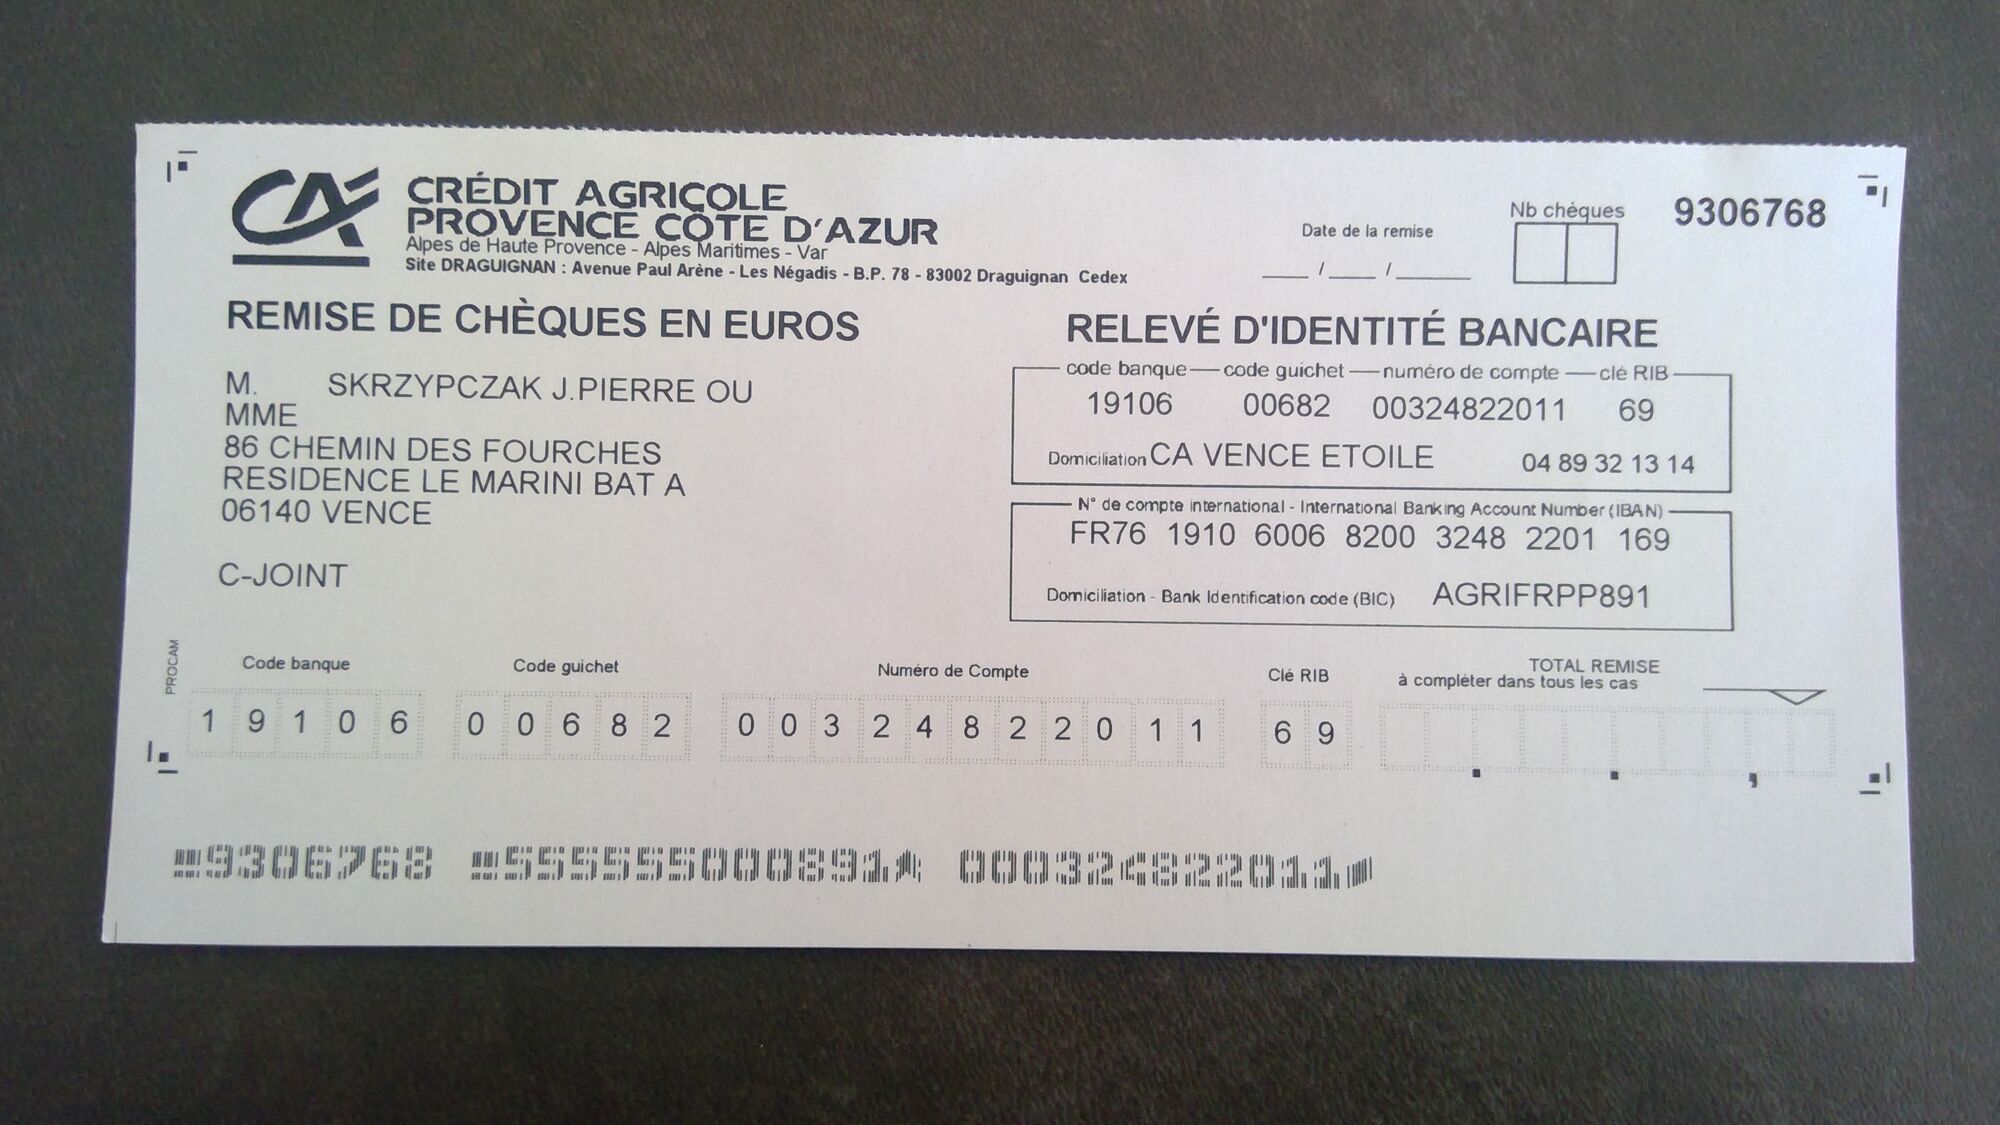 CA
CRÉDIT AGRICOLE
PROVENCE CÔTE D'AZUR
Alpes de Haute Provence - Alpes Maritimes - Var
Site DRAGUIGNAN : Avenue Paul Arène - Les Négadis - B.P. 78 - 83002 Draguignan Cedex
Date de la remise
___ / ___ / _____
Nb chèques
9306768
REMISE DE CHÈQUES EN EUROS
M. SKRZYPCZAK J.PIERRE OU
MME
86 CHEMIN DES FOURCHES
RESIDENCE LE MARINI BAT A
06140 VENCE
C-JOINT
RELEVÉ D'IDENTITÉ BANCAIRE
code banque code guichet numéro de compte clé RIB
19106 00682 00324822011 69
Domiciliation CA VENCE ETOILE 04 89 32 13 14
N° de compte international - International Banking Account Number (IBAN)
FR76 1910 6006 8200 3248 2201 169
Domiciliation - Bank Identification code (BIC) AGRIFRPP891
PROCAM
Code banque Code guichet Numéro de Compte Clé RIB TOTAL REMISE
à compléter dans tous les cas
1 9 1 0 6 0 0 6 8 2 0 0 3 2 4 8 2 2 0 1 1 6 9
9306768 555555000891 000324822011